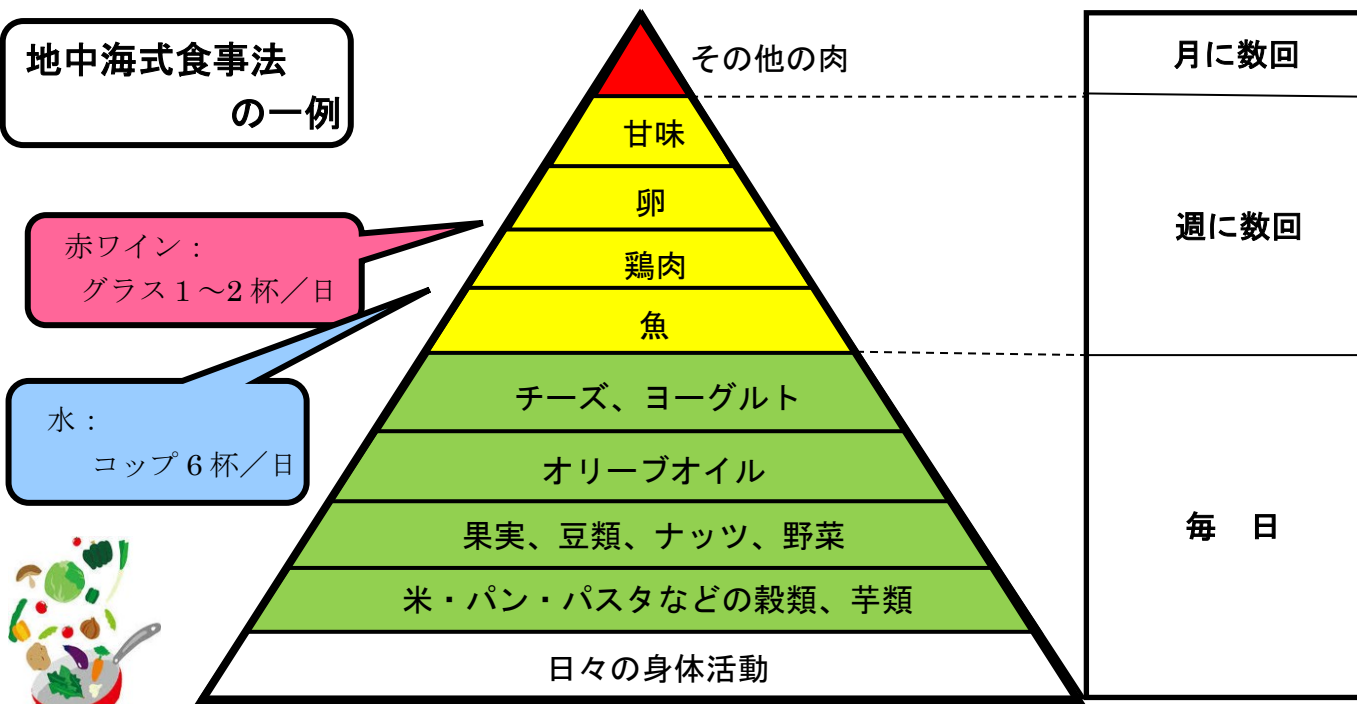 地中海式食事法
の一例
その他の肉
月に数回
甘味
卵
鶏肉
魚
週に数回
赤ワイン：
グラス1～2杯／日
水：
コップ6杯／日
チーズ、ヨーグルト
オリーブオイル
果実、豆類、ナッツ、野菜
米・パン・パスタなどの穀類、芋類
日々の身体活動
毎　日